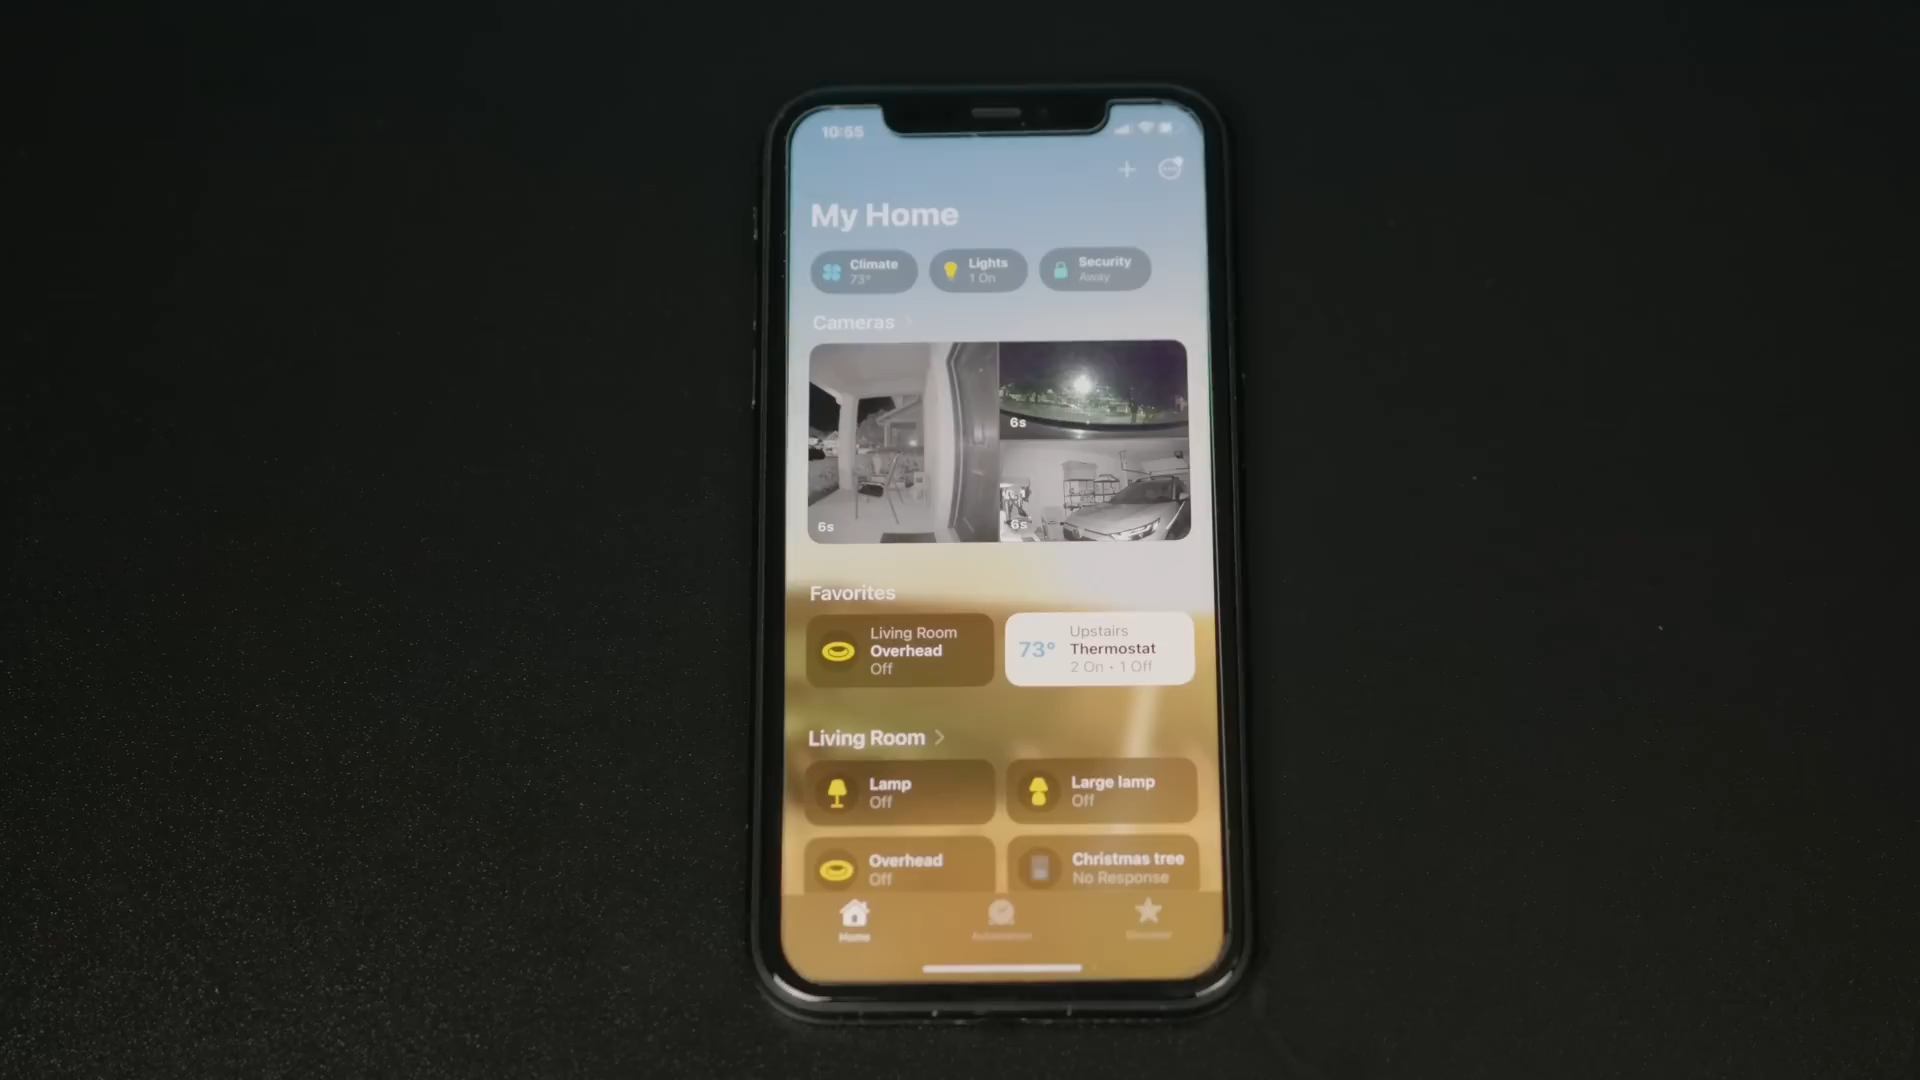 10:55
My Home
Climate
73°
Lights
1 On
Security
Away
Cameras
6s
6s
6s
Favorites
Living Room
Overhead
Off
73°
Upstairs
Thermostat
2 On • 1 Off
Living Room
Lamp
Off
Large lamp
Off
Overhead
Off
Christmas tree
No Response
Home
Automation
Discover